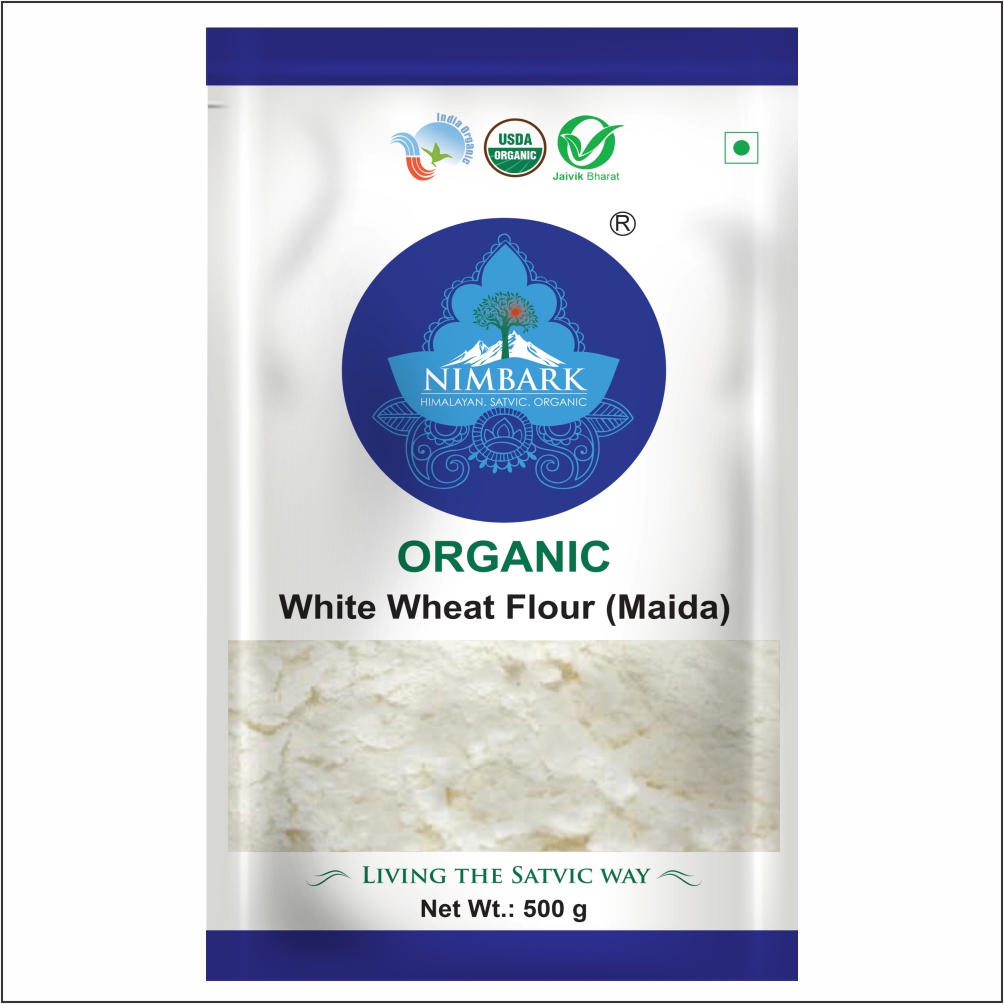 India Organic
USDA
ORGANIC
Jaivik Bharat
®
NIMBARK
HIMALAYAN. SATVIC. ORGANIC
ORGANIC
White Wheat Flour (Maida)
LIVING THE SATVIC WAY
Net Wt.: 500 g